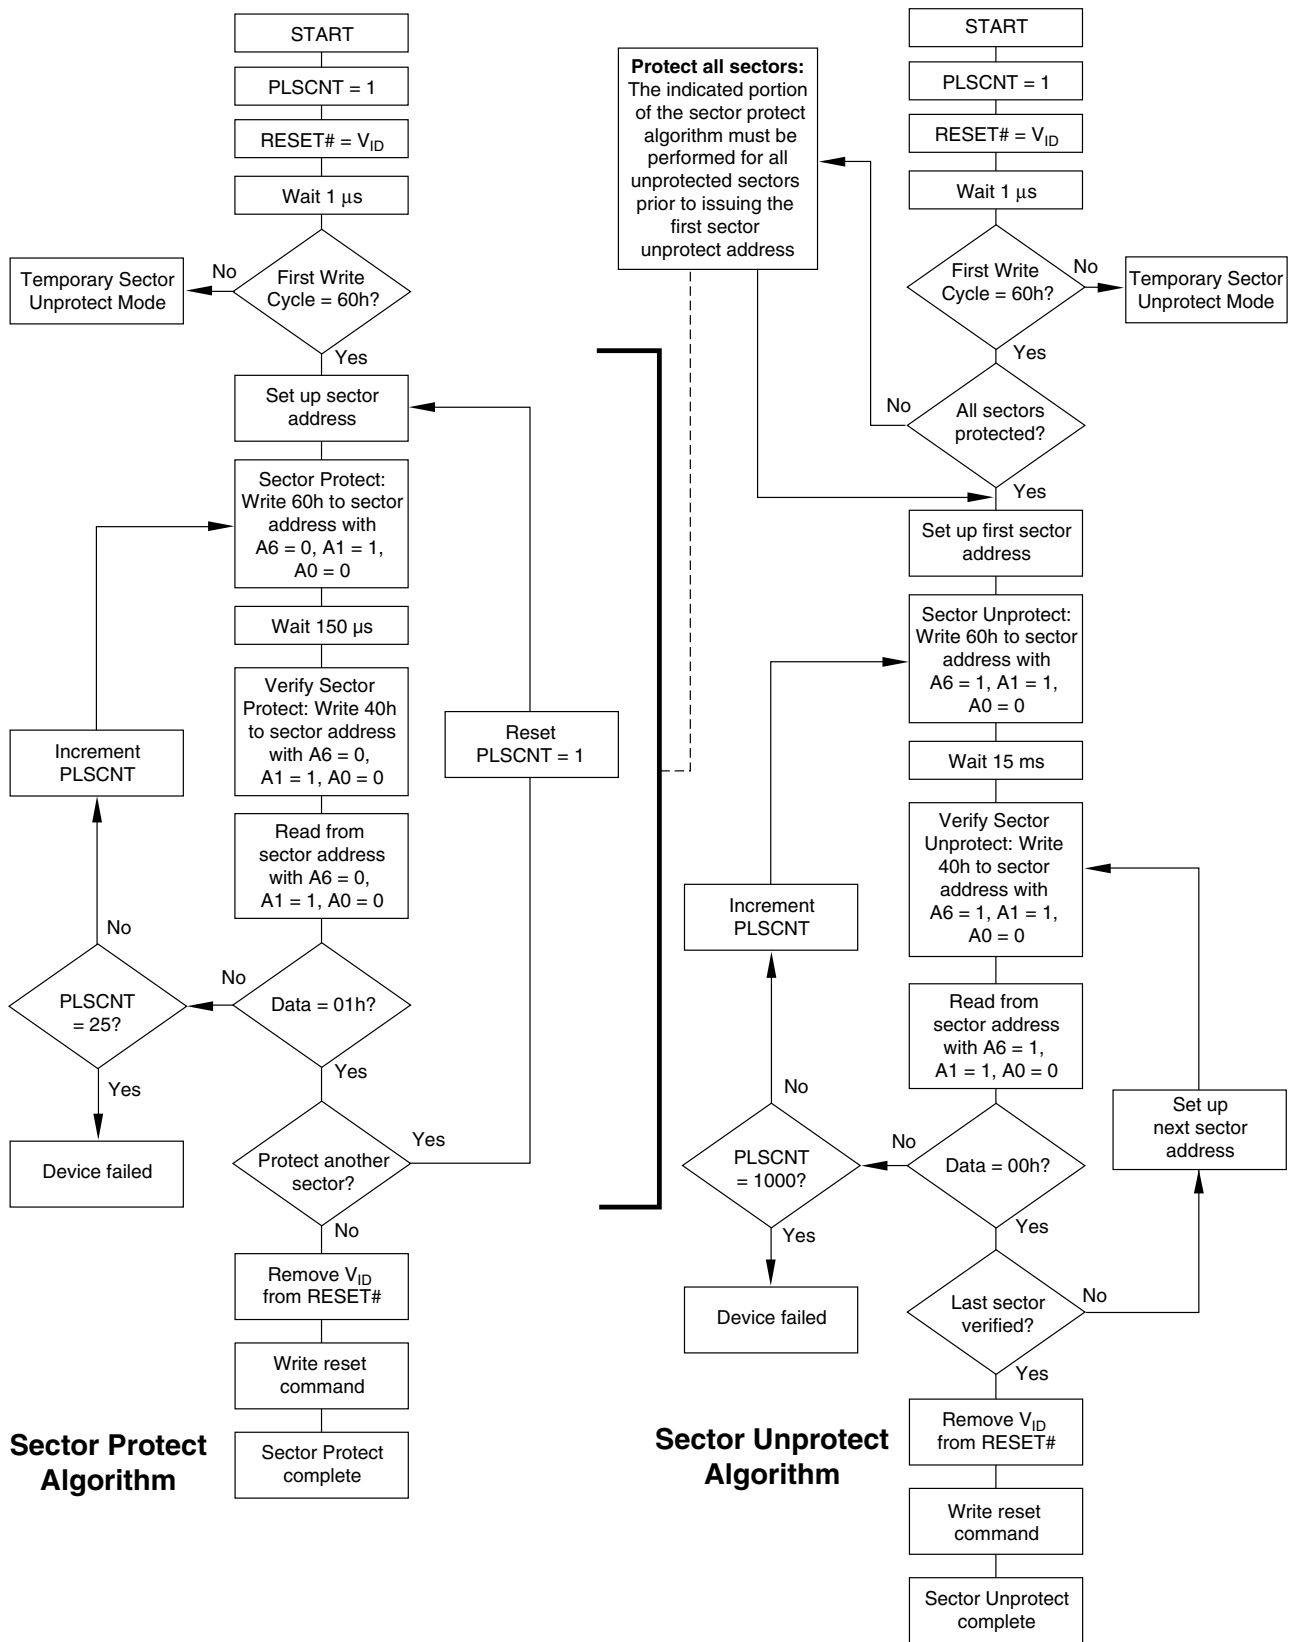 START
PLSCNT = 1
RESET# = VID
Wait 1 μs
First Write
Cycle = 60h?
No
Temporary Sector
Unprotect Mode
Yes
Set up sector
address
Sector Protect:
Write 60h to sector
address with
A6 = 0, A1 = 1,
A0 = 0
Wait 150 µs
Verify Sector
Protect: Write 40h
to sector address
with A6 = 0,
A1 = 1, A0 = 0
Reset
PLSCNT = 1
Increment
PLSCNT
Read from
sector address
with A6 = 0,
A1 = 1, A0 = 0
No
PLSCNT
= 25?
No
Data = 01h?
Yes
Yes
Device failed
Protect another
sector?
Yes
No
Remove VID
from RESET#
Write reset
command
Sector Protect
complete
Sector Protect
Algorithm
Protect all sectors:
The indicated portion
of the sector protect
algorithm must be
performed for all
unprotected sectors
prior to issuing the
first sector
unprotect address
START
PLSCNT = 1
RESET# = VID
Wait 1 μs
First Write
Cycle = 60h?
No
Temporary Sector
Unprotect Mode
Yes
All sectors
protected?
No
Yes
Set up first sector
address
Sector Unprotect:
Write 60h to sector
address with
A6 = 1, A1 = 1,
A0 = 0
Wait 15 ms
Verify Sector
Unprotect: Write
40h to sector
address with
A6 = 1, A1 = 1,
A0 = 0
Increment
PLSCNT
Read from
sector address
with A6 = 1,
A1 = 1, A0 = 0
No
PLSCNT
= 1000?
No
Data = 00h?
Set up
next sector
address
Yes
Yes
Device failed
Last sector
verified?
No
Yes
Remove VID
from RESET#
Write reset
command
Sector Unprotect
complete
Sector Unprotect
Algorithm